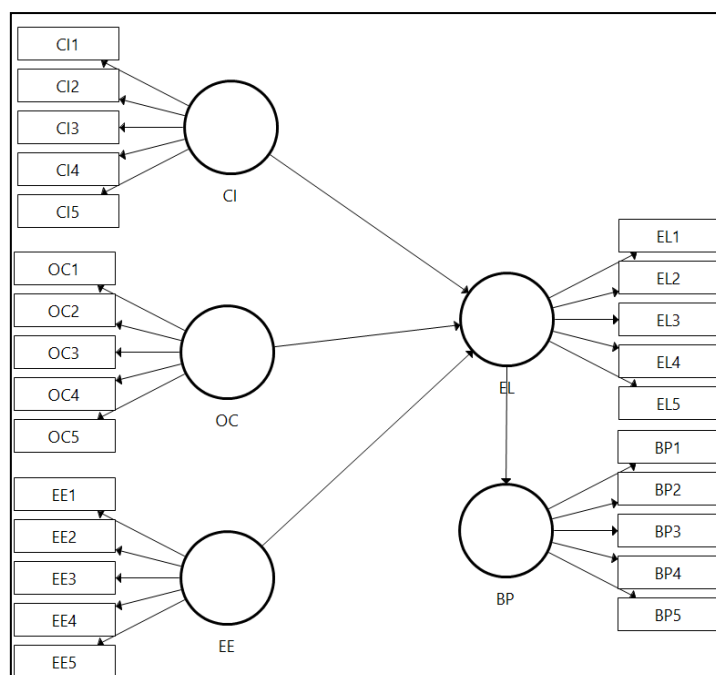 CI1
CI2
CI3
CI4
CI5
CI
OC1
OC2
OC3
OC4
OC5
OC
EE1
EE2
EE3
EE4
EE5
EE
EL1
EL2
EL3
EL4
EL5
EL
BP1
BP2
BP3
BP4
BP5
BP